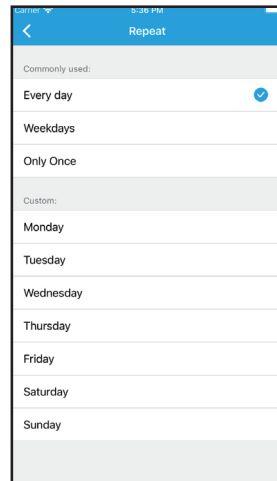 Carrier
5:36 PM
Repeat
Commonly used:
Every day
Weekdays
Only Once
Custom:
Monday
Tuesday
Wednesday
Thursday
Friday
Saturday
Sunday